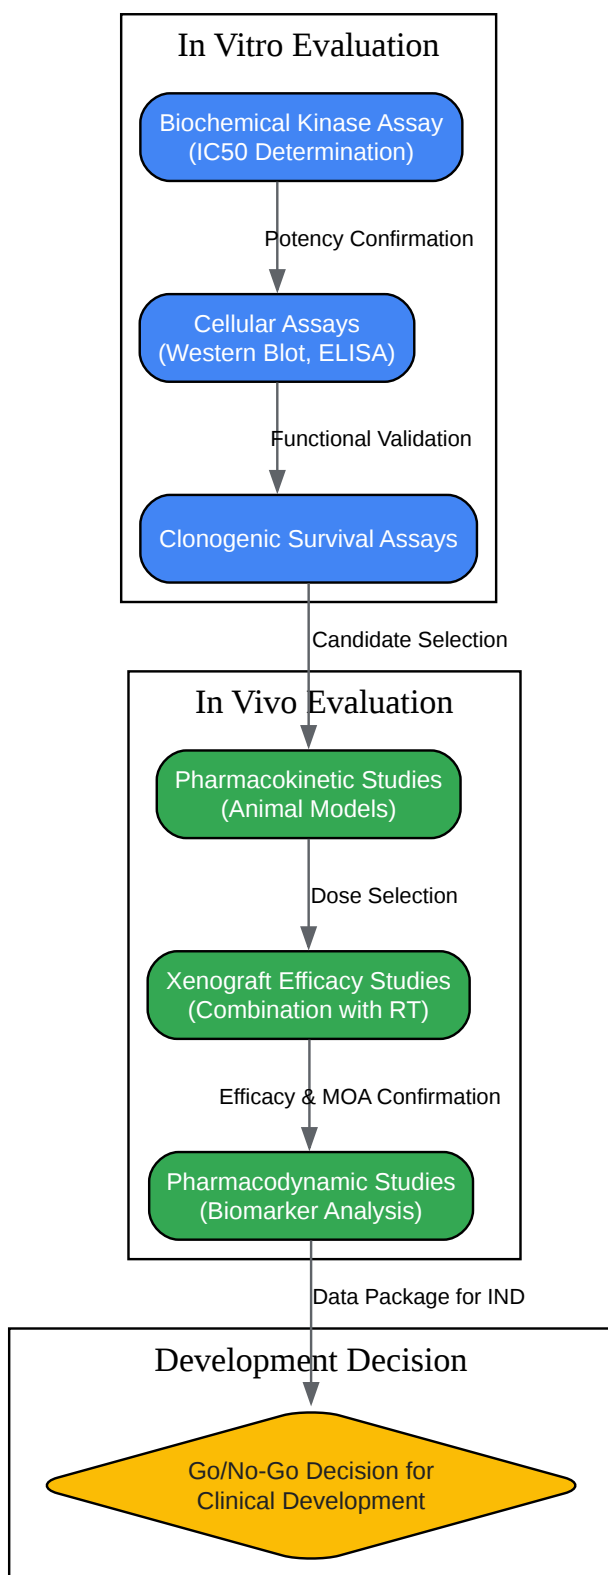 In Vitro Evaluation
Biochemical Kinase Assay
(IC50 Determination)
Potency Confirmation
Cellular Assays
(Western Blot, ELISA)
Functional Validation
Clonogenic Survival Assays
Candidate Selection
In Vivo Evaluation
Pharmacokinetic Studies
(Animal Models)
Dose Selection
Xenograft Efficacy Studies
(Combination with RT)
Efficacy & MOA Confirmation
Pharmacodynamic Studies
(Biomarker Analysis)
Data Package for IND
Development Decision
Go/No-Go Decision for
Clinical Development